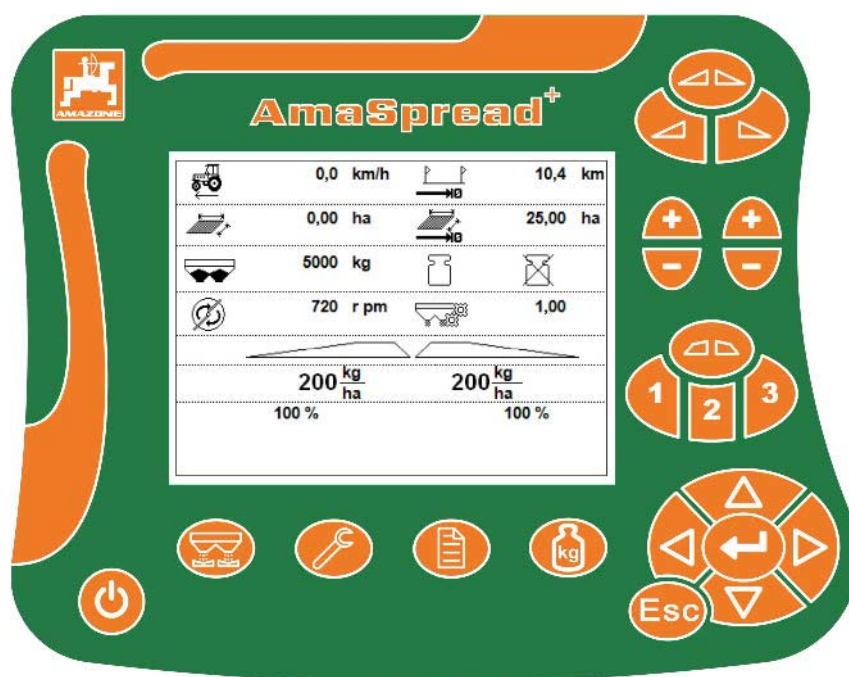 AMAZONE
AmaSpread+
0,0 km/h 10,4 km
0,00 ha 25,00 ha
5000 kg
720 r pm 1,00
200 kg/ha 200 kg/ha
100 % 100 %
+ +
- -
1 2 3
kg
Esc